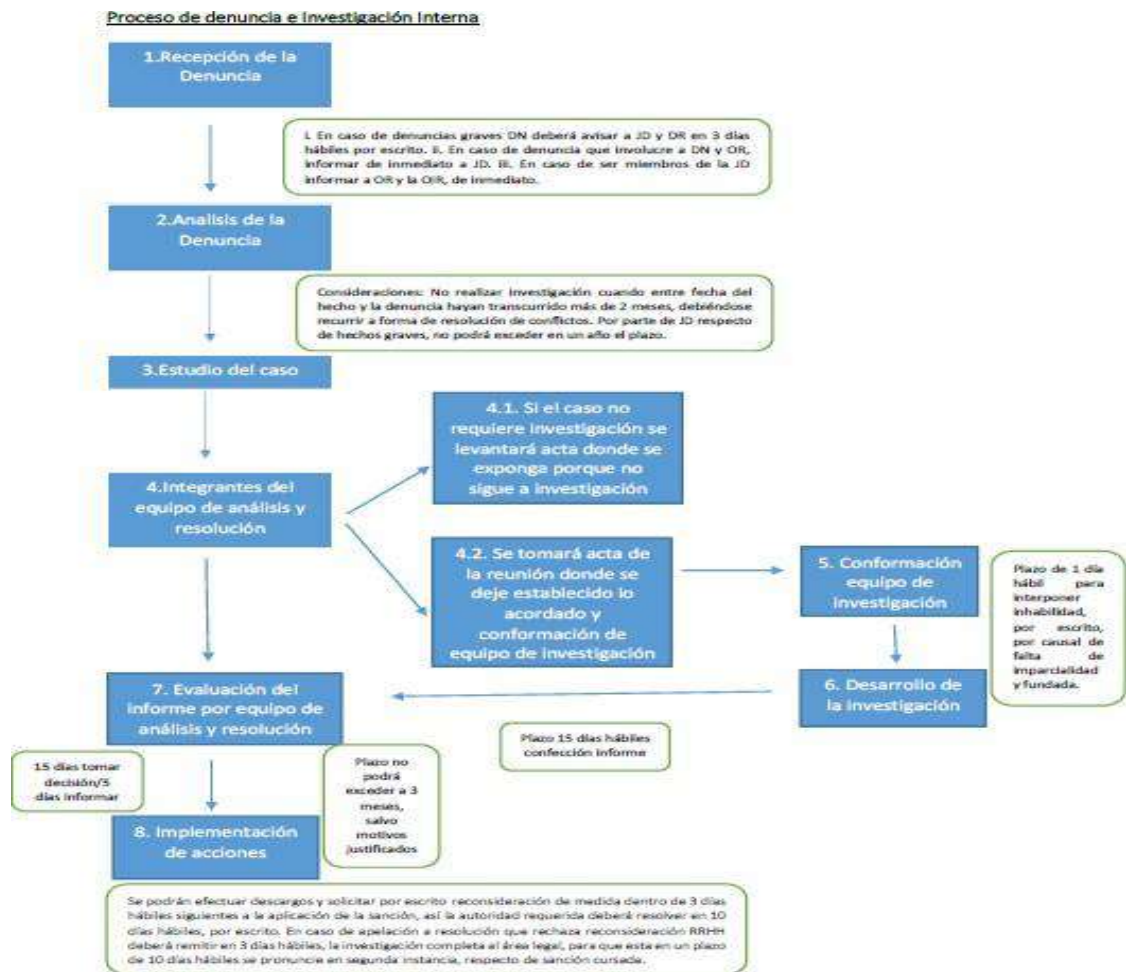 Proceso de denuncia e Investigación Interna
1.Recepción de la
Denuncia
I. En caso de denuncias graves DN deberá avisar a JD y OR en 3 días
hábiles por escrito. II. En caso de denuncia que involucre a DN y OR,
informar de inmediato a JD. III. En caso de ser miembros de la JD
informar a OR y la OIR, de inmediato.
2.Analisis de la
Denuncia
Consideraciones: No realizar investigación cuando entre fecha del
hecho y la denuncia hayan transcurrido más de 2 meses, debiéndose
recurrir a forma de resolución de conflictos. Por parte de JD respecto
de hechos graves, no podrá exceder en un año el plazo.
3.Estudio del caso
4.1. Si el caso no
requiere investigación se
levantará acta donde se
exponga porque no
sigue a investigación
4.Integrantes del
equipo de análisis y
resolución
4.2. Se tomará acta de
la reunión donde se
deje establecido lo
acordado y
conformación de
equipo de investigación
5. Conformación
equipo de
investigación
Plazo de 1 día
hábil para
interponer
inhabilidad,
por escrito,
por causal de
falta de
imparcialidad
y fundada.
6. Desarrollo de
la investigación
7. Evaluación del
informe por equipo de
análisis y resolución
Plazo 15 días hábiles
confección informe
15 días tomar
decisión/5
días informar
Plazo no
podrá
exceder a 3
meses,
salvo
motivos
justificados
8. Implementación
de acciones
Se podrán efectuar descargos y solicitar por escrito reconsideración de medida dentro de 3 días
hábiles siguientes a la aplicación de la sanción, así la autoridad requerida deberá resolver en 10
días hábiles, por escrito. En caso de apelación a resolución que rechaza reconsideración RRHH
deberá remitir en 3 días hábiles, la investigación completa al área legal, para que esta en un plazo
de 10 días hábiles se pronuncie en segunda instancia, respecto de sanción cursada.